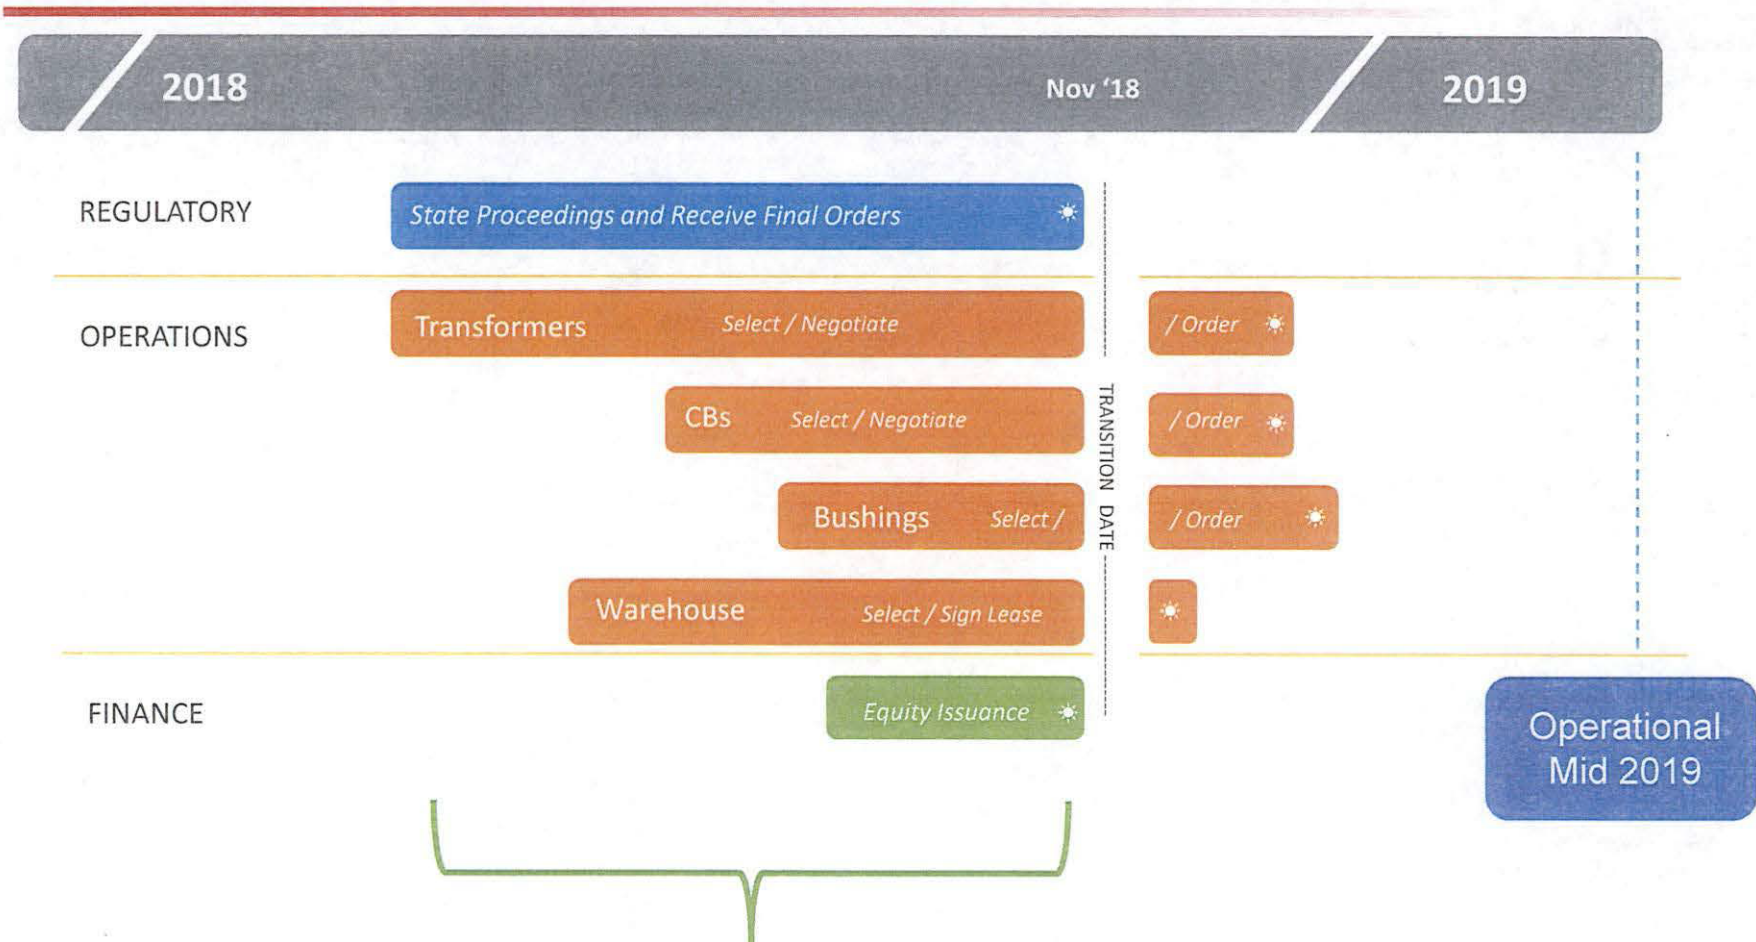 2018
Nov ‘18
2019
REGULATORY
State Proceedings and Receive Final Orders
OPERATIONS
Transformers
Select / Negotiate
/ Order
CBs
Select / Negotiate
/ Order
Bushings
Select /
/ Order
Warehouse
Select / Sign Lease
TRANSITION DATE
FINANCE
Equity Issuance
Operational
Mid 2019